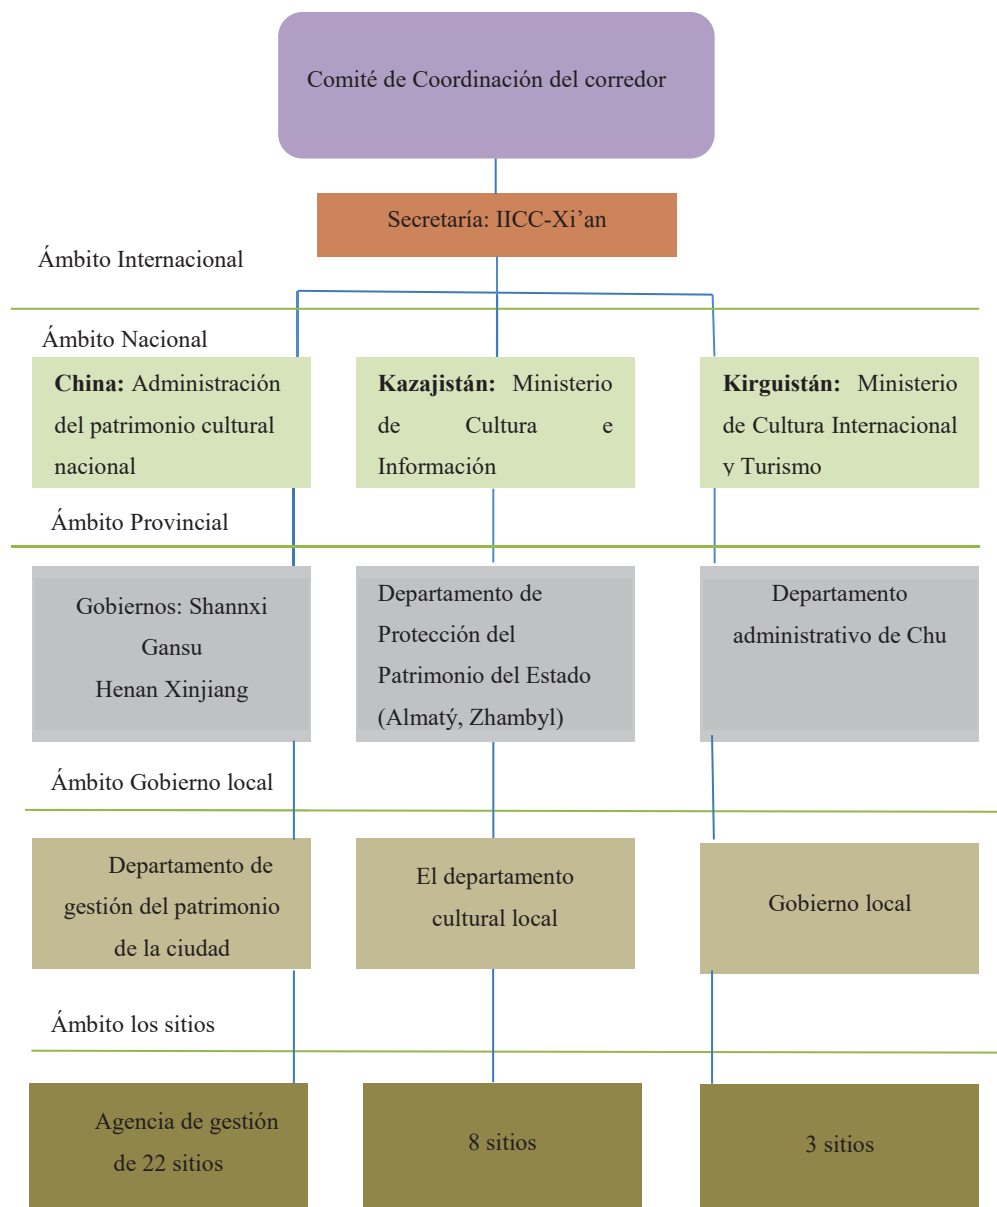 Comité de Coordinación del corredor
Secretaría: IICC-Xi’an
Ámbito Internacional
Ámbito Nacional
China: Administración
del patrimonio cultural
nacional
Kazajistán: Ministerio
de Cultura e
Información
Kirguistán: Ministerio
de Cultura Internacional
y Turismo
Ámbito Provincial
Gobiernos: Shannxi
Gansu
Henan Xinjiang
Departamento de
Protección del
Patrimonio del Estado
(Almatý, Zhambyl)
Departamento
administrativo de Chu
Ámbito Gobierno local
Departamento de
gestión del patrimonio
de la ciudad
El departamento
cultural local
Gobierno local
Ámbito los sitios
Agencia de gestión
de 22 sitios
8 sitios
3 sitios